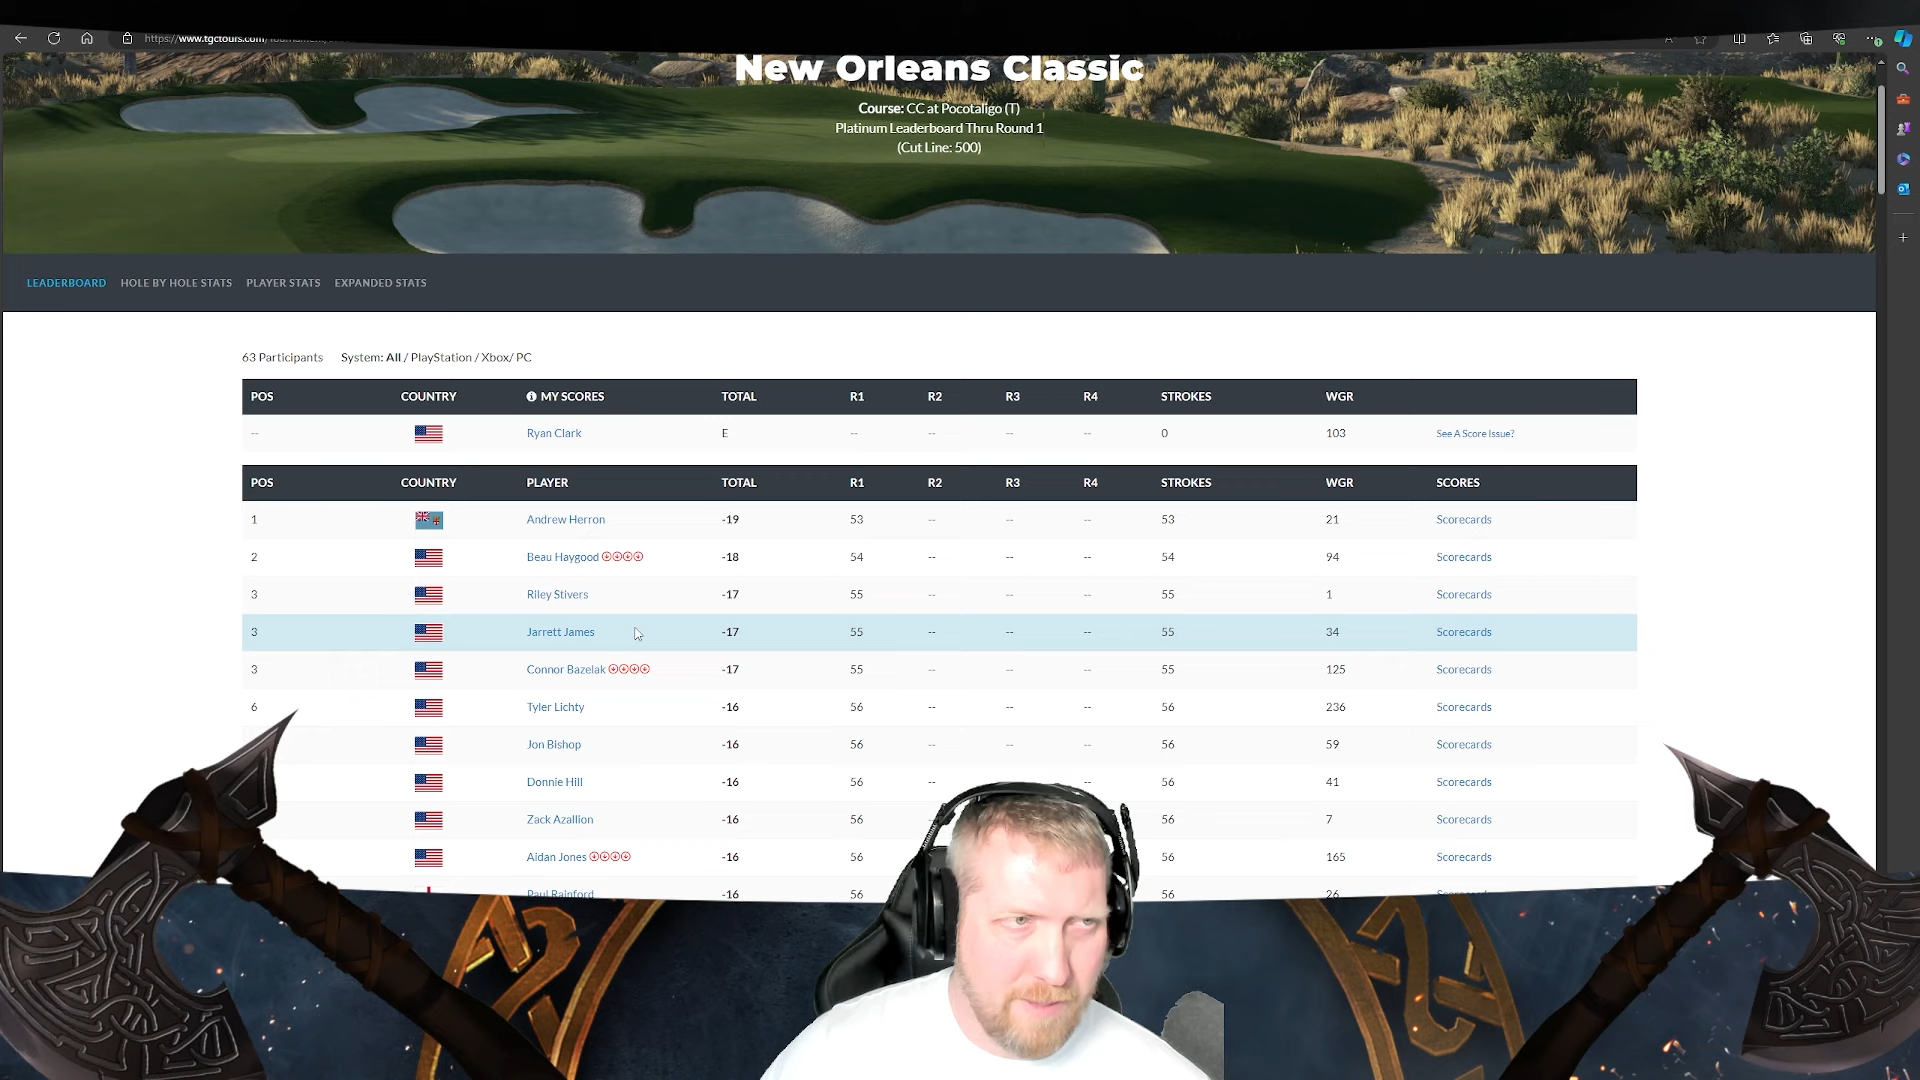 https://www.tgctours.com
New Orleans Classic
Course: CC at Pocotaligo (T)
Platinum Leaderboard Thru Round 1
(Cut Line: 500)
LEADERBOARD HOLE BY HOLE STATS PLAYER STATS EXPANDED STATS
63 Participants System: All / PlayStation / Xbox/ PC
POS COUNTRY MY SCORES TOTAL R1 R2 R3 R4 STROKES WGR
-- Ryan Clark E -- -- -- -- 0 103 See A Score Issue?
POS COUNTRY PLAYER TOTAL R1 R2 R3 R4 STROKES WGR SCORES
1 Andrew Herron -19 53 -- -- -- 53 21 Scorecards
2 Beau Haygood -18 54 -- -- -- 54 94 Scorecards
3 Riley Stivers -17 55 -- -- -- 55 1 Scorecards
3 Jarrett James -17 55 -- -- -- 55 34 Scorecards
3 Connor Bazelak -17 55 -- -- -- 55 125 Scorecards
6 Tyler Lichty -16 56 -- -- -- 56 236 Scorecards
Jon Bishop -16 56 -- -- -- 56 59 Scorecards
Donnie Hill -16 56 -- -- 56 41 Scorecards
Zack Azallion -16 56 -- 56 7 Scorecards
Aidan Jones -16 56 56 165 Scorecards
Paul Rainford -16 56 56 26